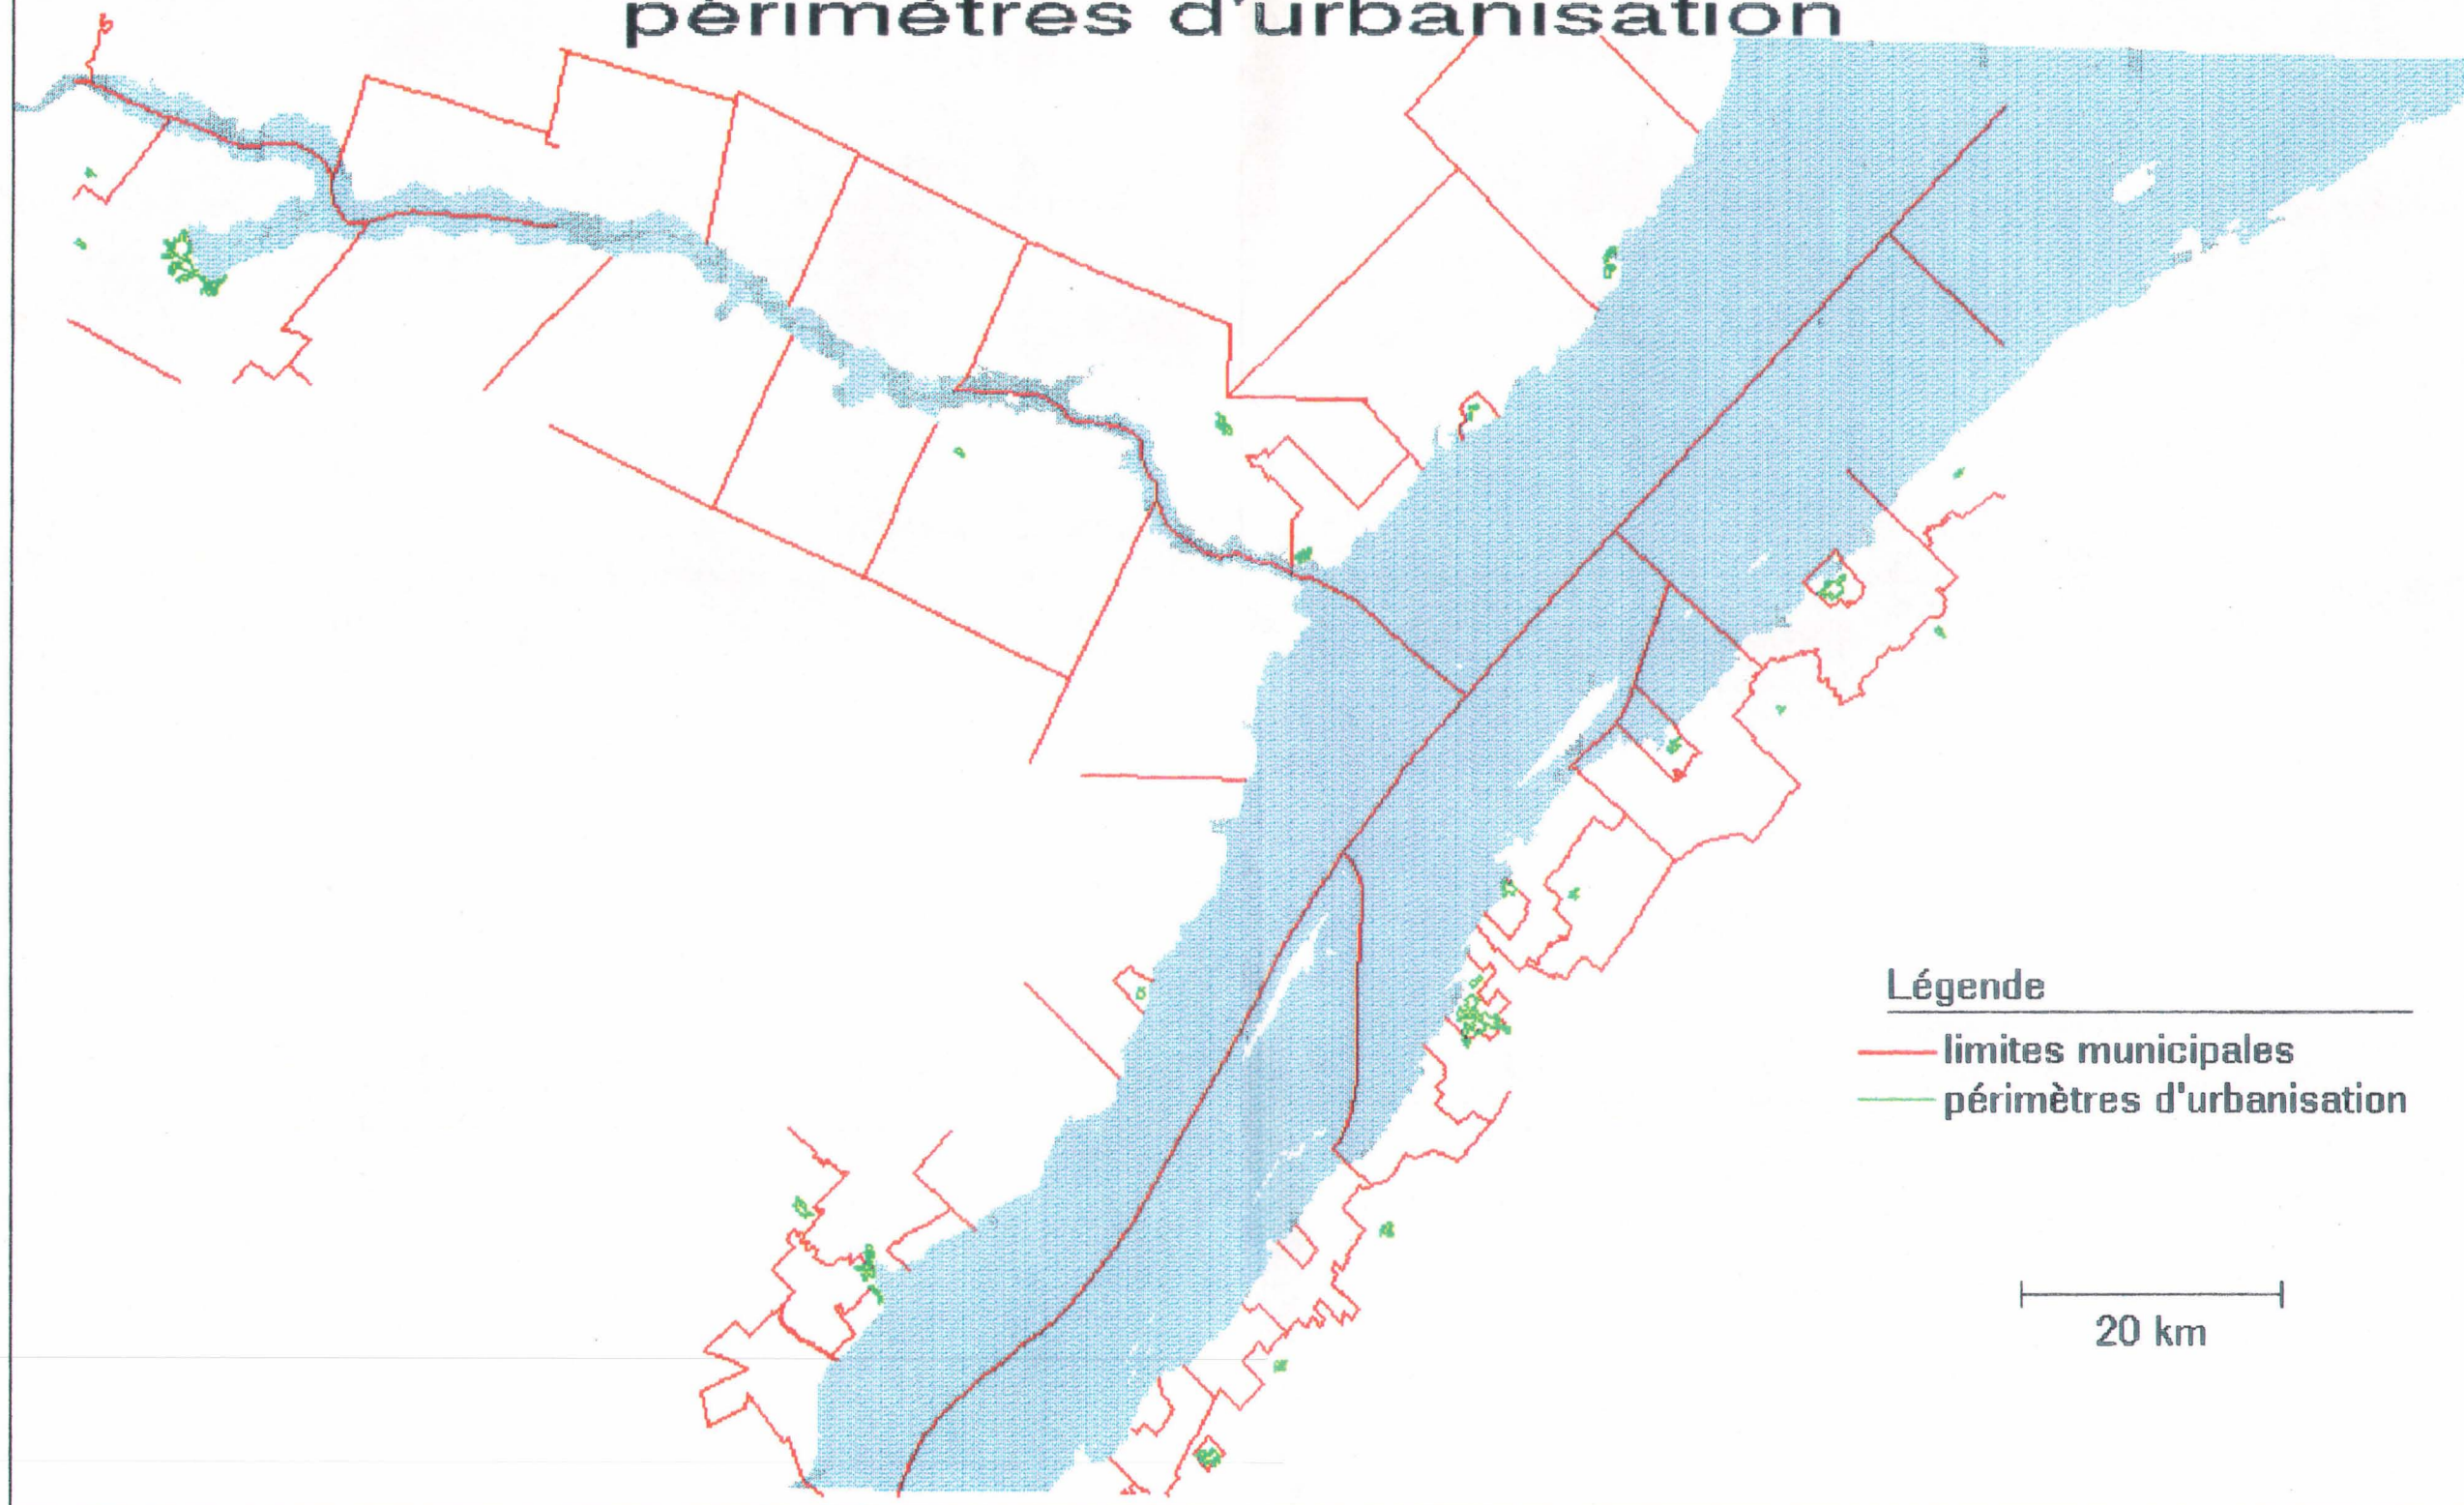 périmètres d'urbanisation
Légende
limites municipales
périmètres d'urbanisation
20 km